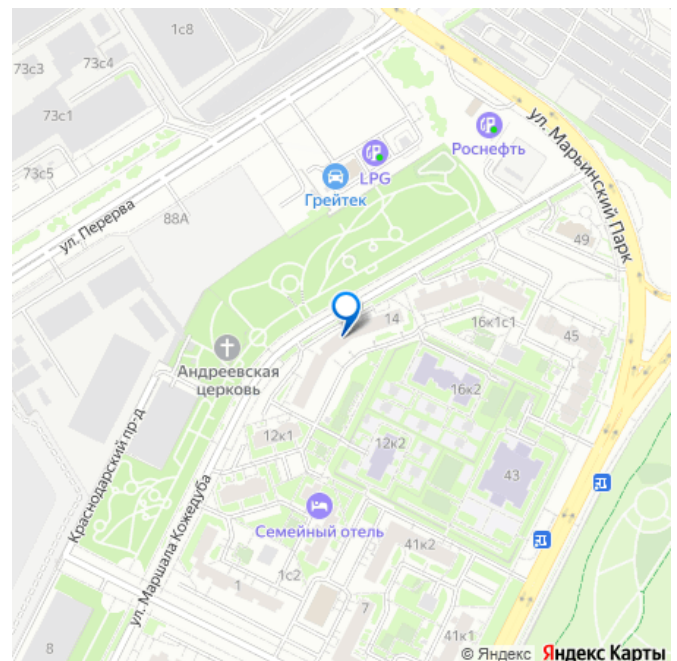 1с8
73с3
73с4
73с1
73с5
ул. Перерва
88А
LPG
Грейтек
Роснефть
ул. Марьинский Парк
49
14
16к1с1
45
Андреевская
церковь
16к2
Краснодарский пр-д
12к1
12к2
43
ул. Маршала Кожедуба
Семейный отель
41к2
1с2
1
7
8
41к1
© Яндекс Яндекс Карты